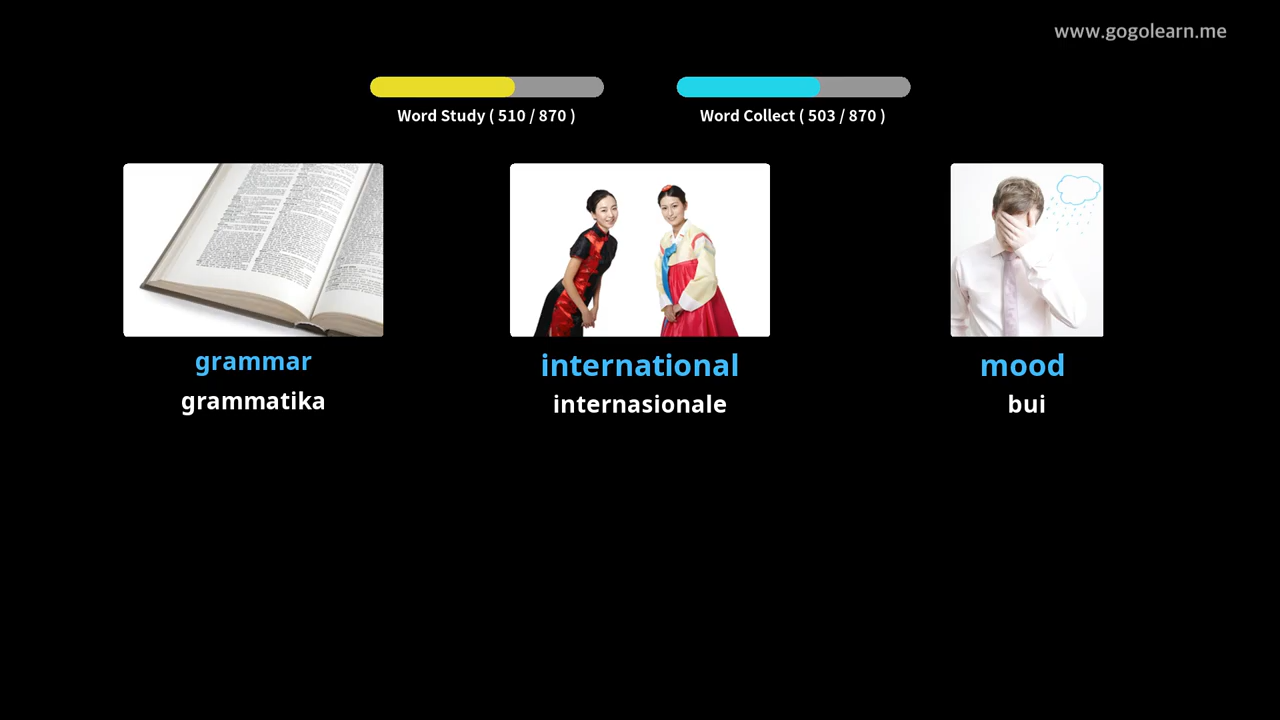 www.gogolearn.me
Word Study ( 510 / 870 )
Word Collect ( 503 / 870 )
grammar
grammatika
international
internasionale
mood
bui